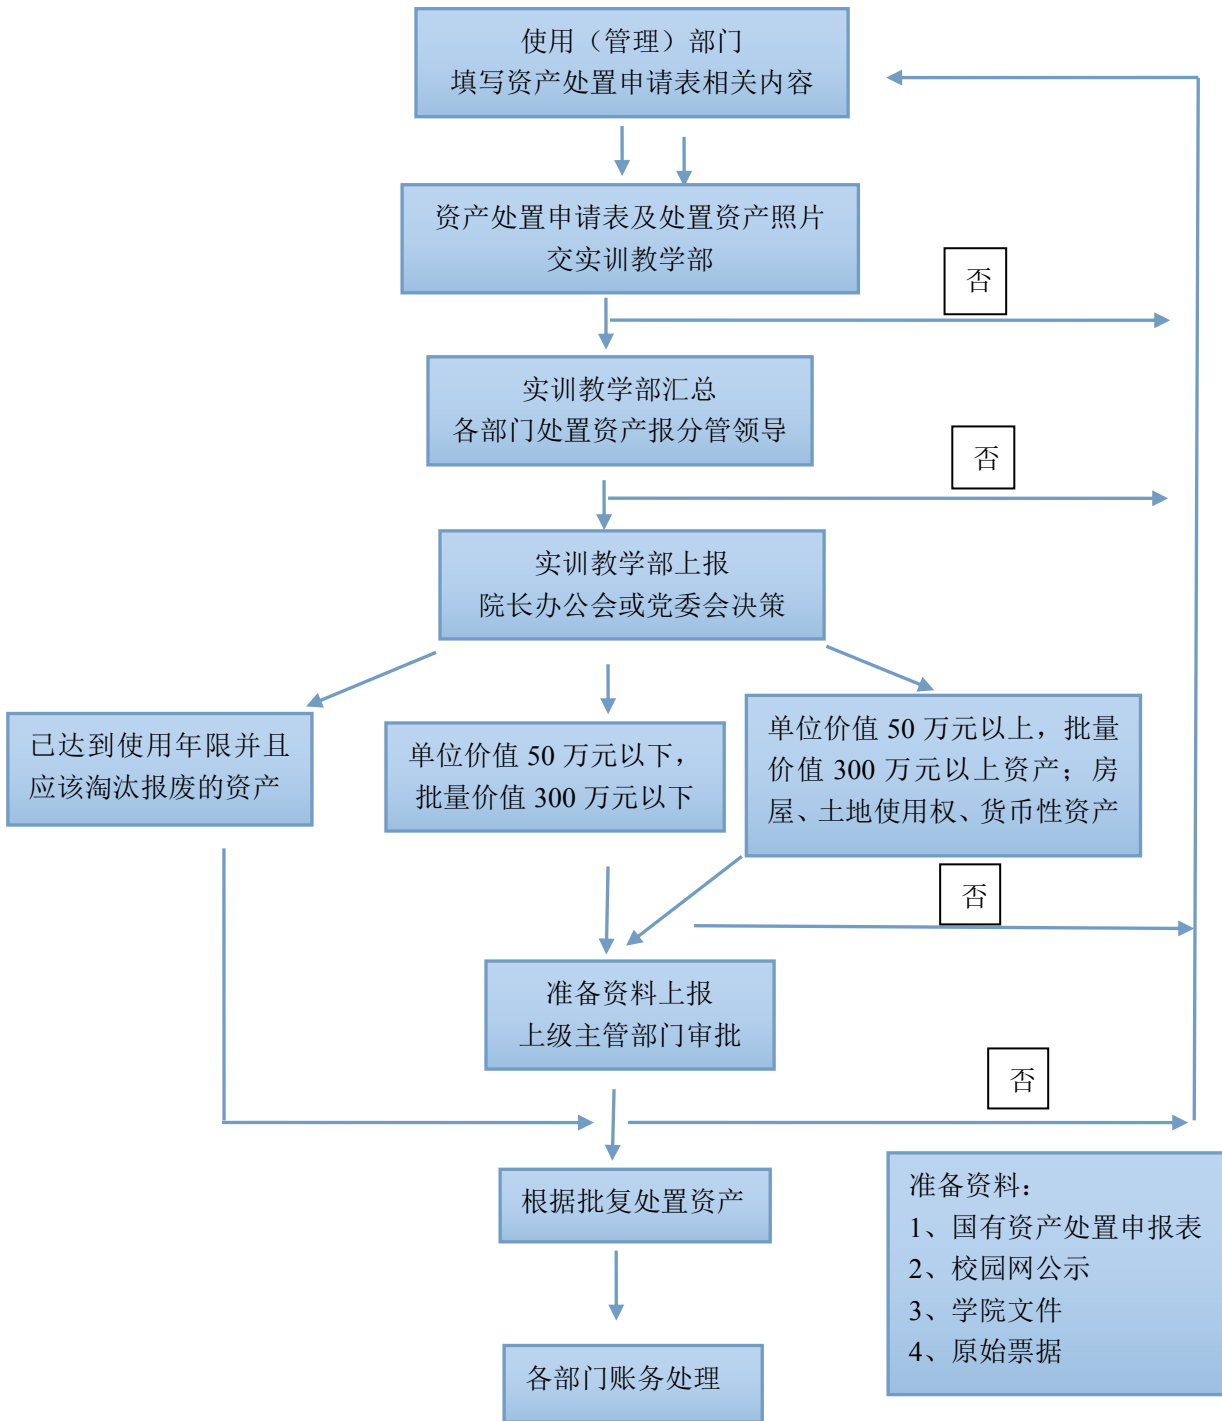 使用（管理）部门
填写资产处置申请表相关内容
资产处置申请表及处置资产照片
交实训教学部
否
实训教学部汇总
各部门处置资产报分管领导
否
实训教学部上报
院长办公会或党委会决策
已达到使用年限并且
应该淘汰报废的资产
单位价值 50 万元以下，
批量价值 300 万元以下
单位价值 50 万元以上，批量
价值 300 万元以上资产；房
屋、土地使用权、货币性资产
否
准备资料上报
上级主管部门审批
否
根据批复处置资产
准备资料：
1、国有资产处置申报表
2、校园网公示
3、学院文件
4、原始票据
各部门账务处理